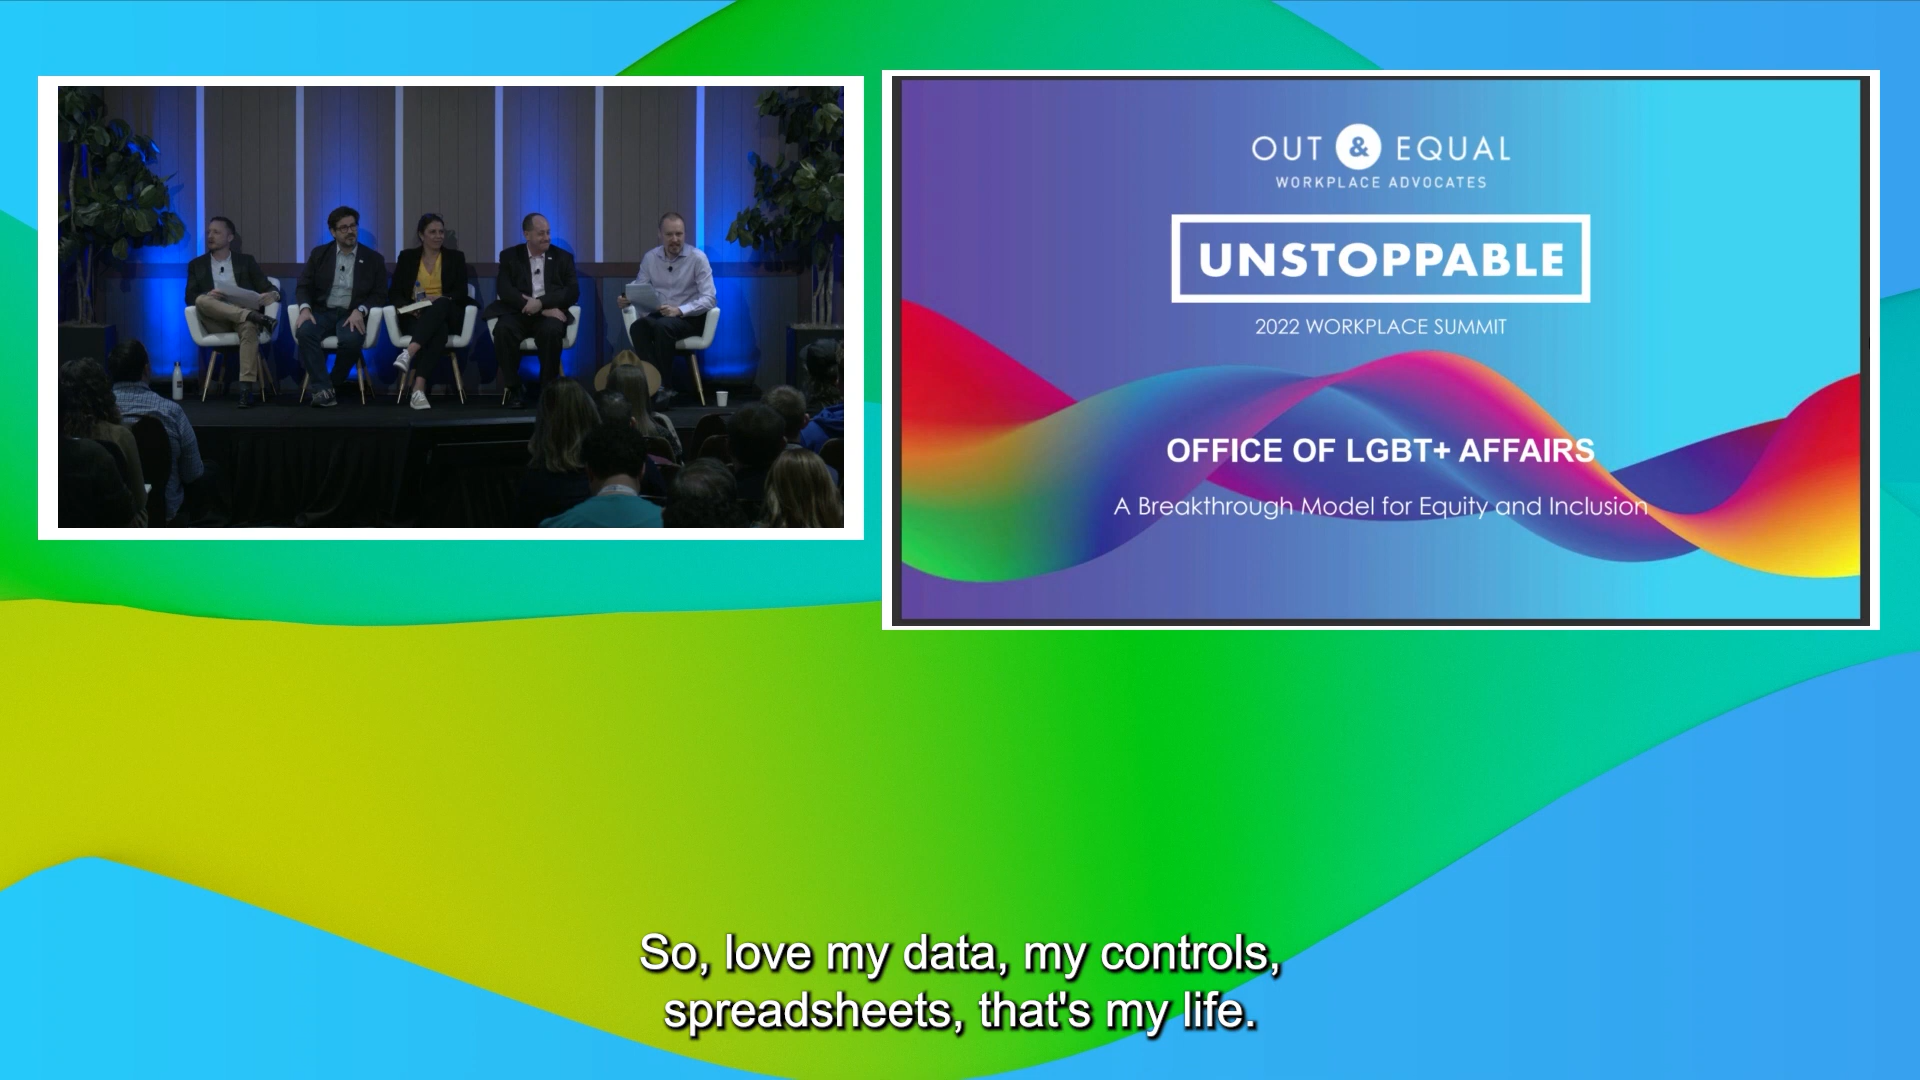 OUT & EQUAL
WORKPLACE ADVOCATES
UNSTOPPABLE
2022 WORKPLACE SUMMIT
OFFICE OF LGBT+ AFFAIRS
A Breakthrough Model for Equity and Inclusion
So, love my data, my controls,
spreadsheets, that's my life.